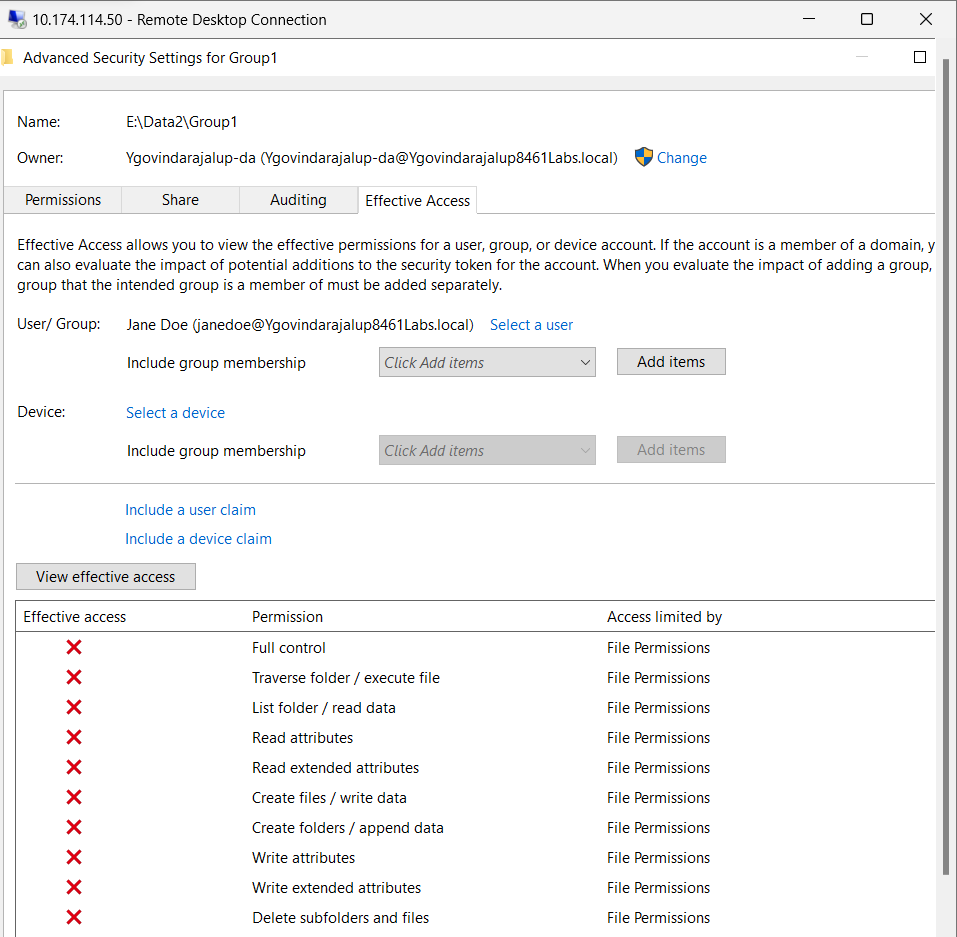 10.174.114.50 - Remote Desktop Connection
Advanced Security Settings for Group1
Name: E:\Data2\Group1
Owner: Ygovindarajalup-da (Ygovindarajalup-da@Ygovindarajalup8461Labs.local) Change
Permissions Share Auditing Effective Access
Effective Access allows you to view the effective permissions for a user, group, or device account. If the account is a member of a domain, y
can also evaluate the impact of potential additions to the security token for the account. When you evaluate the impact of adding a group,
group that the intended group is a member of must be added separately.
User/ Group: Jane Doe (janedoe@Ygovindarajalup8461Labs.local) Select a user
Include group membership Click Add items Add items
Device: Select a device
Include group membership Click Add items Add items
Include a user claim
Include a device claim
View effective access
Effective access Permission Access limited by
Full control File Permissions
Traverse folder / execute file File Permissions
List folder / read data File Permissions
Read attributes File Permissions
Read extended attributes File Permissions
Create files / write data File Permissions
Create folders / append data File Permissions
Write attributes File Permissions
Write extended attributes File Permissions
Delete subfolders and files File Permissions